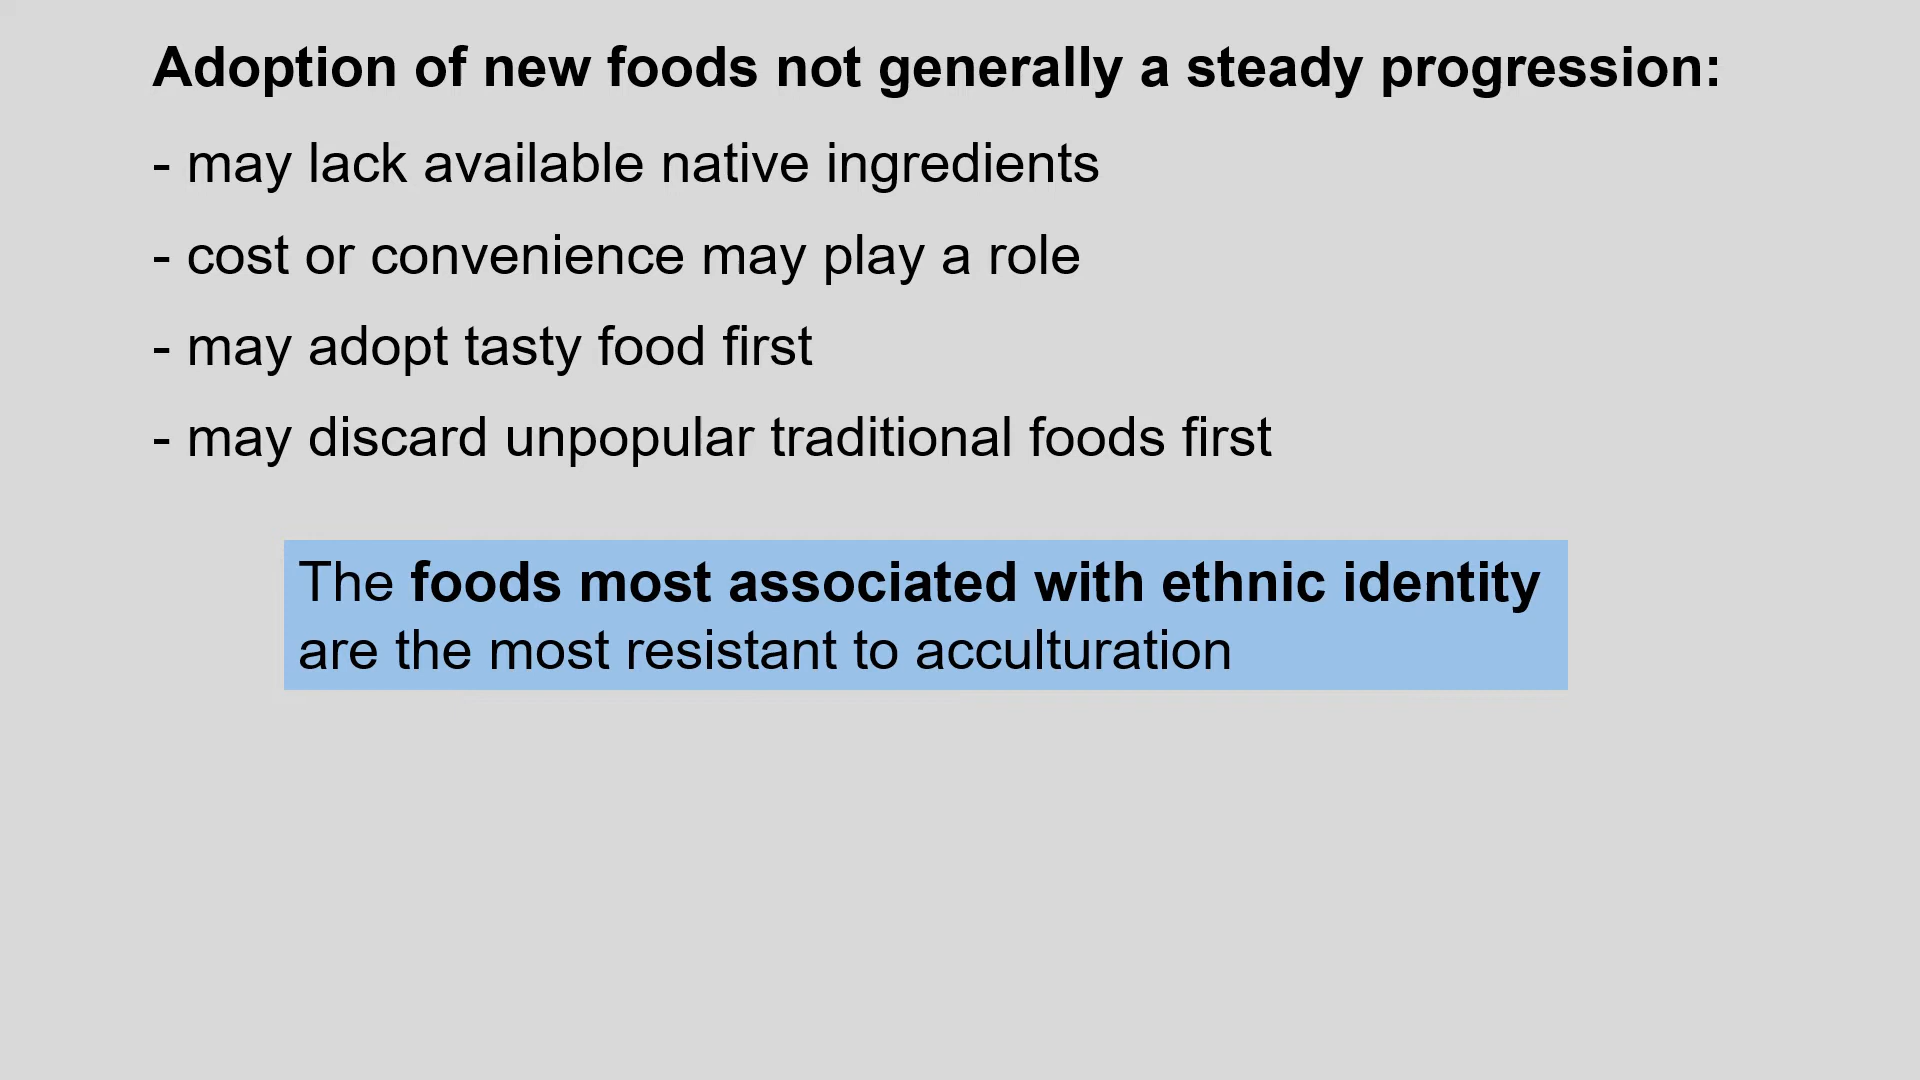 Adoption of new foods not generally a steady progression:
- may lack available native ingredients
- cost or convenience may play a role
- may adopt tasty food first
- may discard unpopular traditional foods first
The foods most associated with ethnic identity
are the most resistant to acculturation